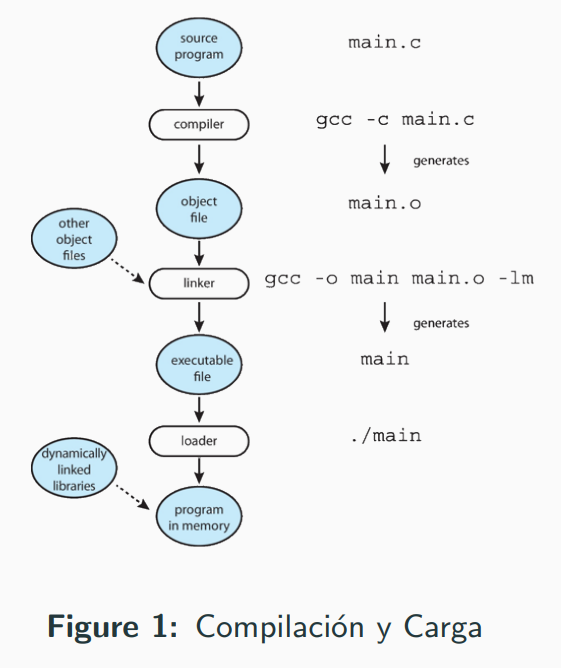 source
program
main.c
compiler
gcc -c main.c
generates
object
file
main.o
other
object
files
linker
gcc -o main main.o -lm
generates
executable
file
main
loader
./main
dynamically
linked
libraries
program
in memory
Figure 1: Compilación y Carga